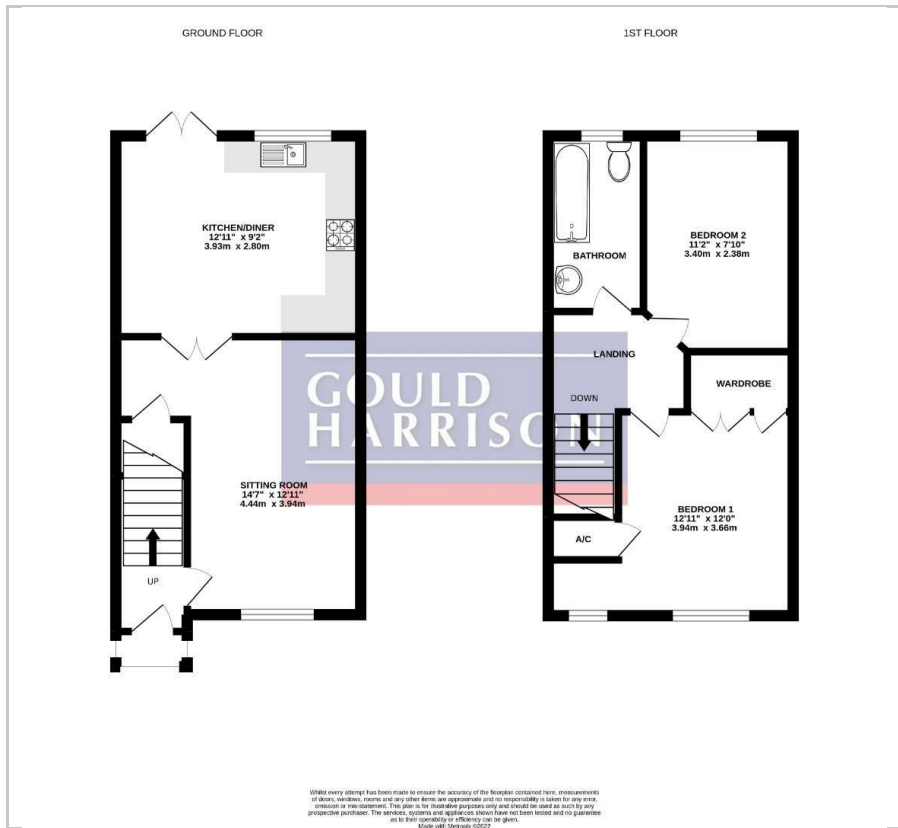 GROUND FLOOR
1ST FLOOR
KITCHEN/DINER
12'11" x 9'2"
3.93m x 2.80m
BEDROOM 2
11'2" x 7'10"
3.40m x 2.38m
BATHROOM
LANDING
WARDROBE
DOWN
GOULD
HARRISON
SITTING ROOM
14'7" x 12'11"
4.44m x 3.94m
BEDROOM 1
12'11" x 12'0"
3.94m x 3.66m
A/C
UP
Whilst every attempt has been made to ensure the accuracy of the floorplan contained here, measurements
of doors, windows, rooms and any other items are approximate and no responsibility is taken for any error,
omission or mis-statement. This plan is for illustrative purposes only and should be used as such by any
prospective purchaser. The services, systems and appliances shown have not been tested and no guarantee
as to their operability or efficiency can be given.
Made with Metropix ©2022